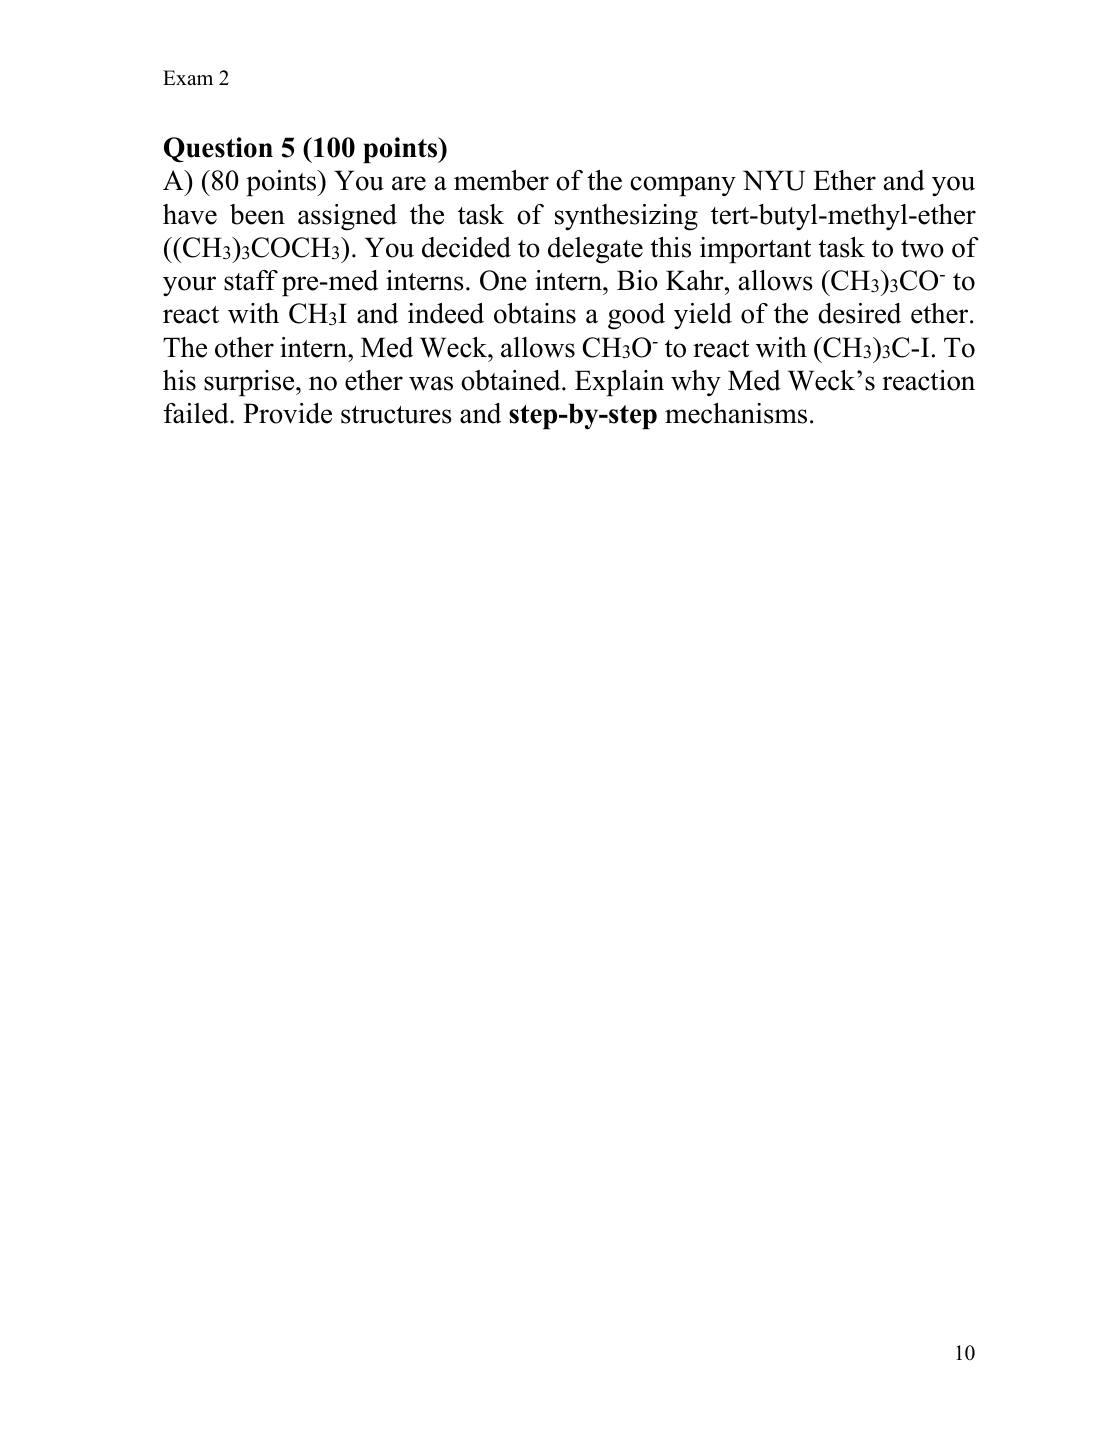 Exam 2
Question 5 (100 points)
A) (80 points) You are a member of the company NYU Ether and you
have been assigned the task of synthesizing tert-butyl-methyl-ether
((CH3)3COCH3). You decided to delegate this important task to two of
your staff pre-med interns. One intern, Bio Kahr, allows (CH3)3CO- to
react with CH3I and indeed obtains a good yield of the desired ether.
The other intern, Med Weck, allows CH3O- to react with (CH3)3C-I. To
his surprise, no ether was obtained. Explain why Med Weck’s reaction
failed. Provide structures and step-by-step mechanisms.
10